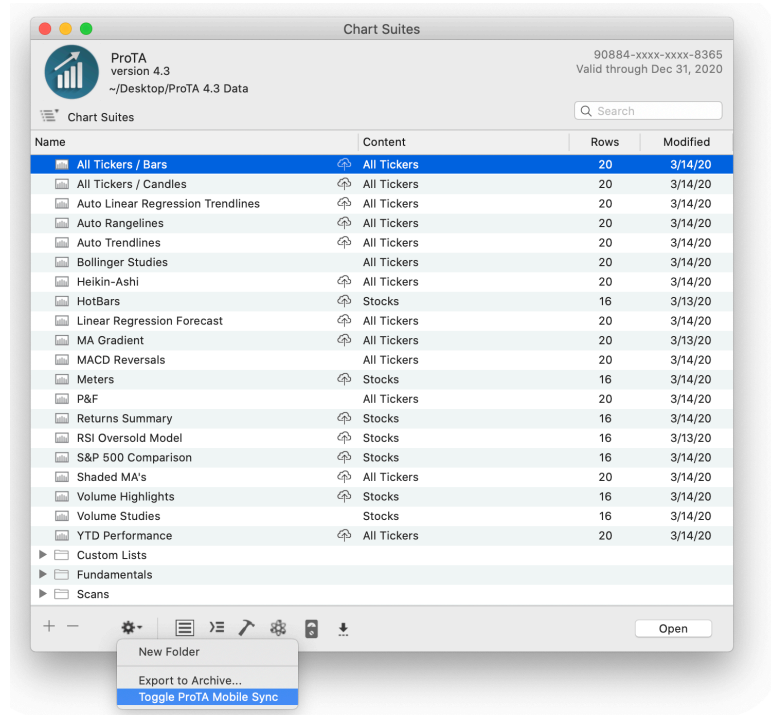 Chart Suites
ProTA
version 4.3
~/Desktop/ProTA 4.3 Data
90884-xxxx-xxxx-8365
Valid through Dec 31, 2020
Chart Suites
Search
Name Content Rows Modified
All Tickers / Bars All Tickers 20 3/14/20
All Tickers / Candles All Tickers 20 3/14/20
Auto Linear Regression Trendlines All Tickers 20 3/14/20
Auto Rangelines All Tickers 20 3/14/20
Auto Trendlines All Tickers 20 3/14/20
Bollinger Studies All Tickers 20 3/14/20
Heikin-Ashi All Tickers 20 3/14/20
HotBars Stocks 16 3/13/20
Linear Regression Forecast All Tickers 20 3/14/20
MA Gradient All Tickers 20 3/13/20
MACD Reversals All Tickers 20 3/14/20
Meters Stocks 16 3/14/20
P&F All Tickers 20 3/14/20
Returns Summary Stocks 16 3/14/20
RSI Oversold Model Stocks 16 3/13/20
S&P 500 Comparison Stocks 16 3/14/20
Shaded MA's All Tickers 20 3/14/20
Volume Highlights Stocks 16 3/14/20
Volume Studies Stocks 16 3/14/20
YTD Performance All Tickers 20 3/14/20
Custom Lists
Fundamentals
Scans
Open
New Folder
Export to Archive...
Toggle ProTA Mobile Sync